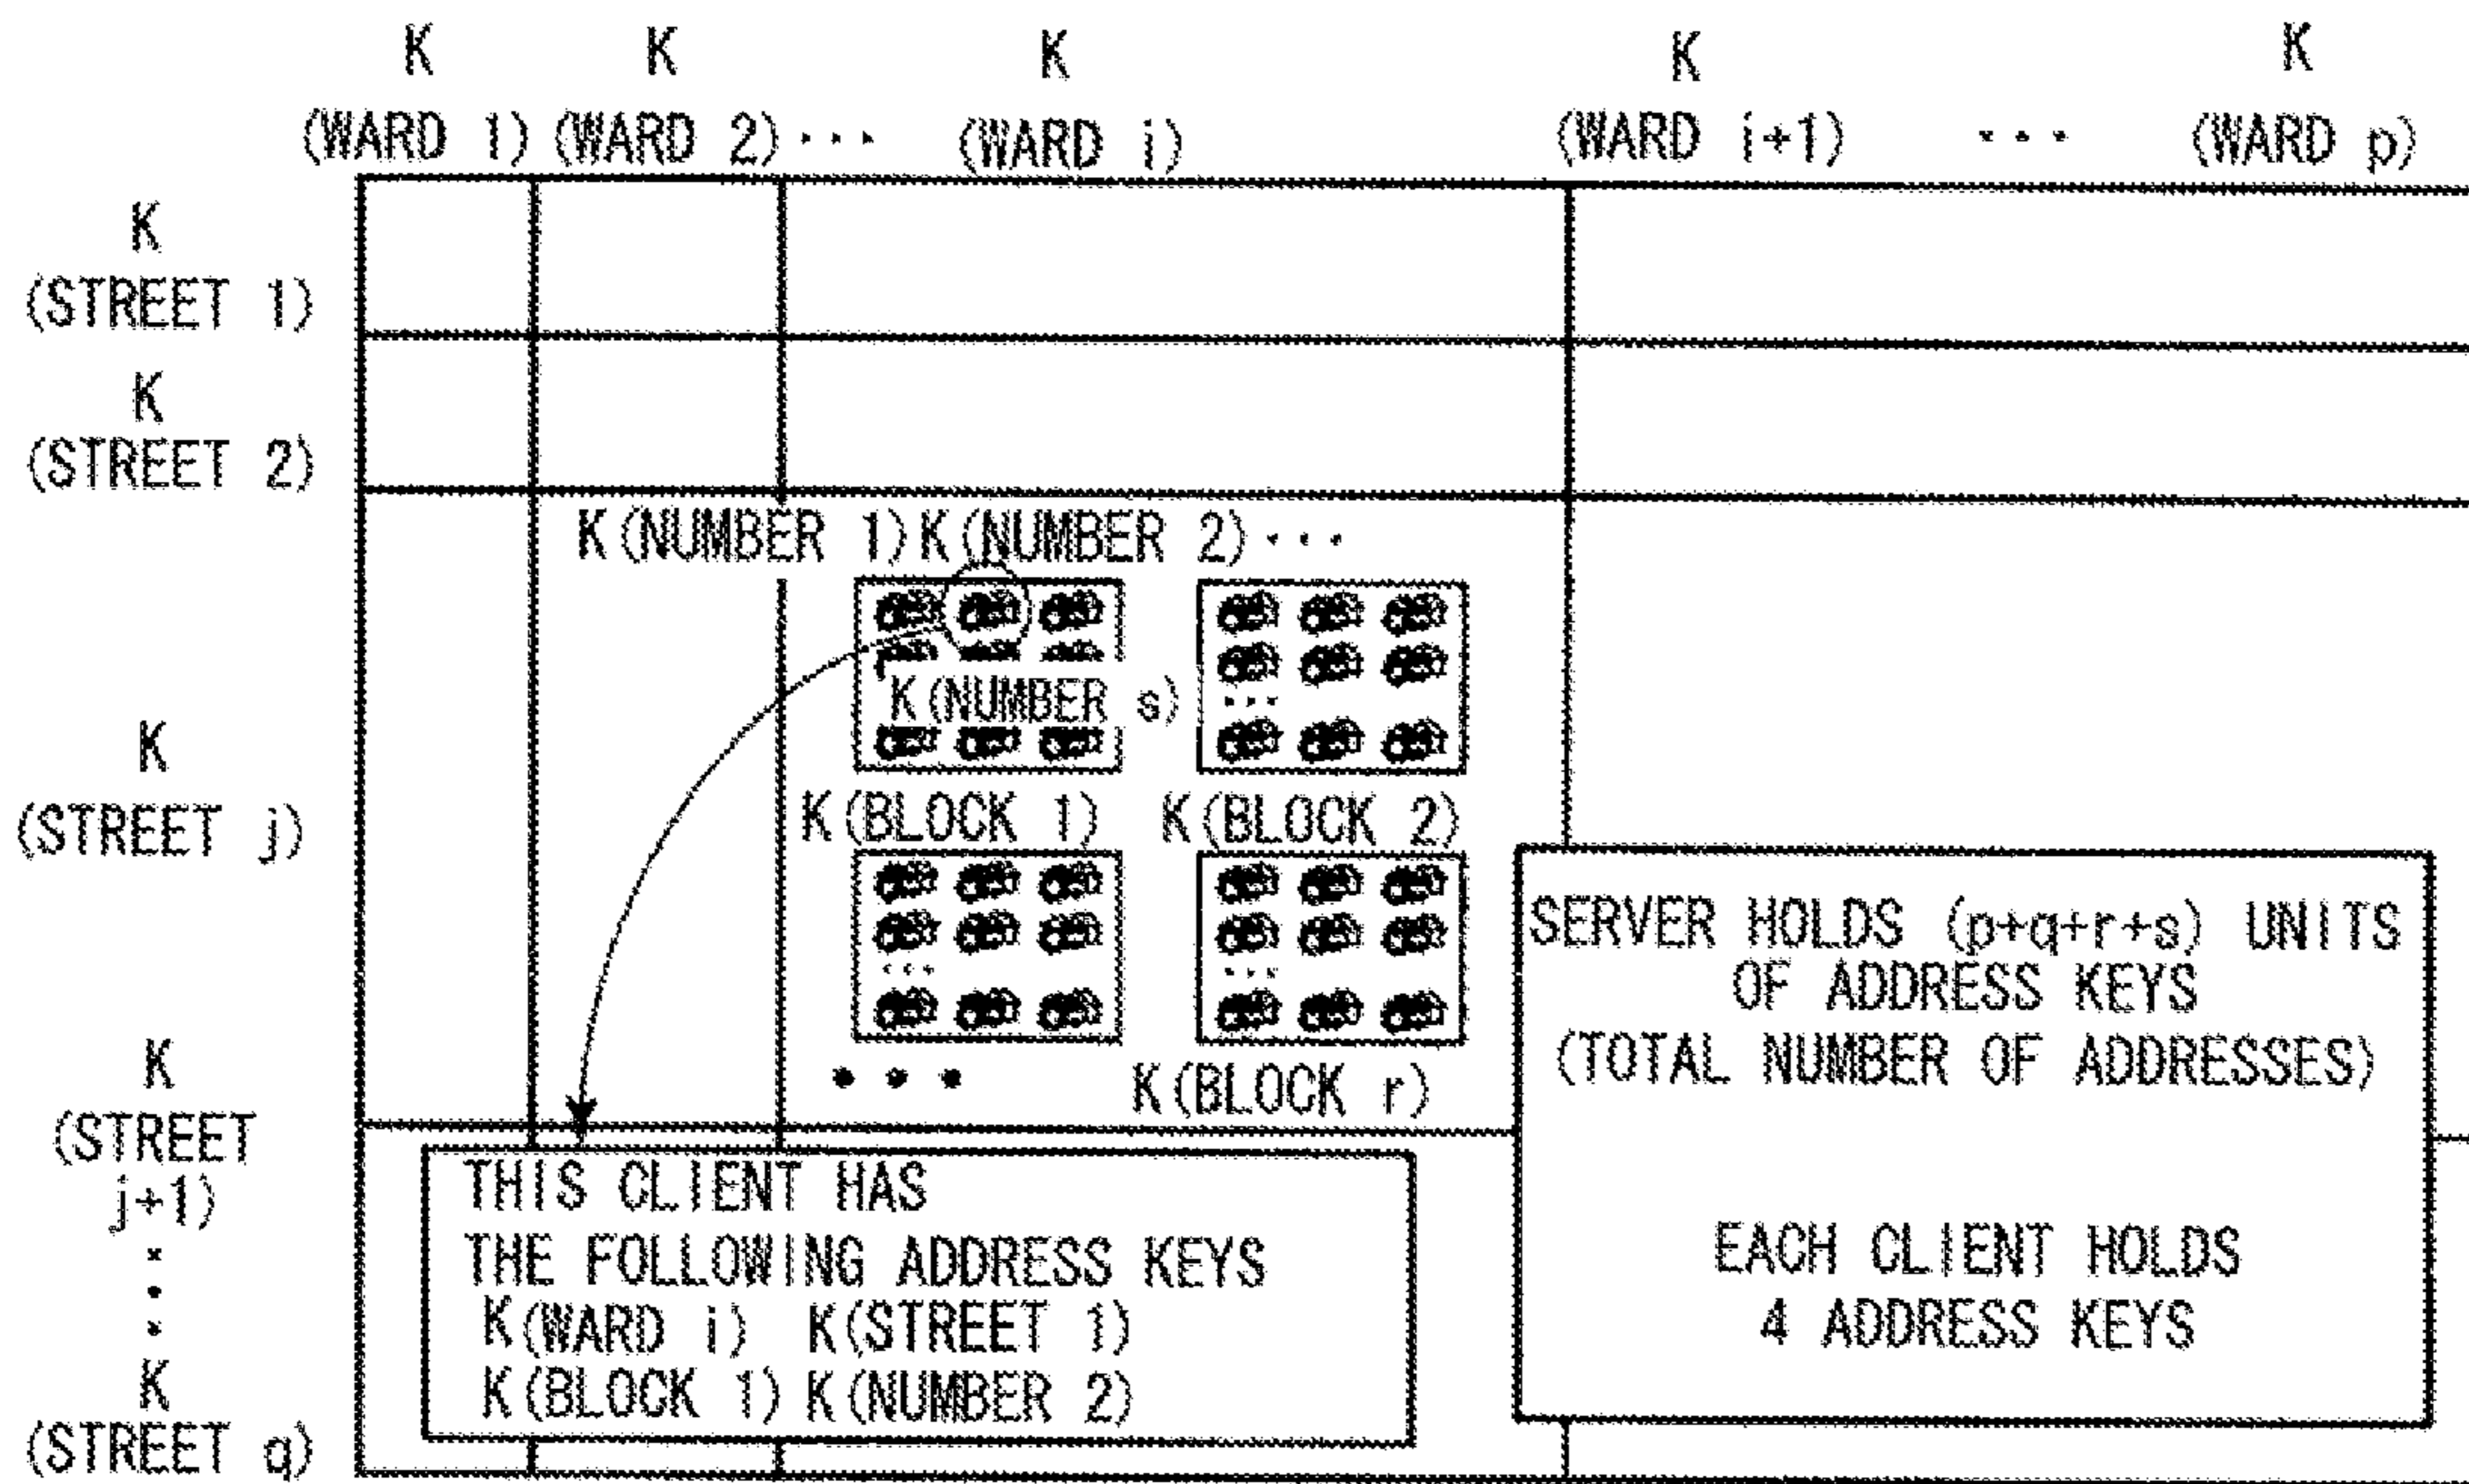 K K K K K
(WARD 1) (WARD 2) ··· (WARD i) (WARD i+1) ··· (WARD p)
K
(STREET 1)
K
(STREET 2)
K (NUMBER 1) K (NUMBER 2) ···
K (NUMBER s)
···
K
(STREET j)
K (BLOCK 1) K (BLOCK 2)
··· ···
••• K (BLOCK r)
K
(STREET
j+1)
·
·
·
K
(STREET q)
SERVER HOLDS (p+q+r+s) UNITS
OF ADDRESS KEYS
(TOTAL NUMBER OF ADDRESSES)
EACH CLIENT HOLDS
4 ADDRESS KEYS
THIS CLIENT HAS
THE FOLLOWING ADDRESS KEYS
K (WARD i) K (STREET 1)
K (BLOCK 1) K (NUMBER 2)